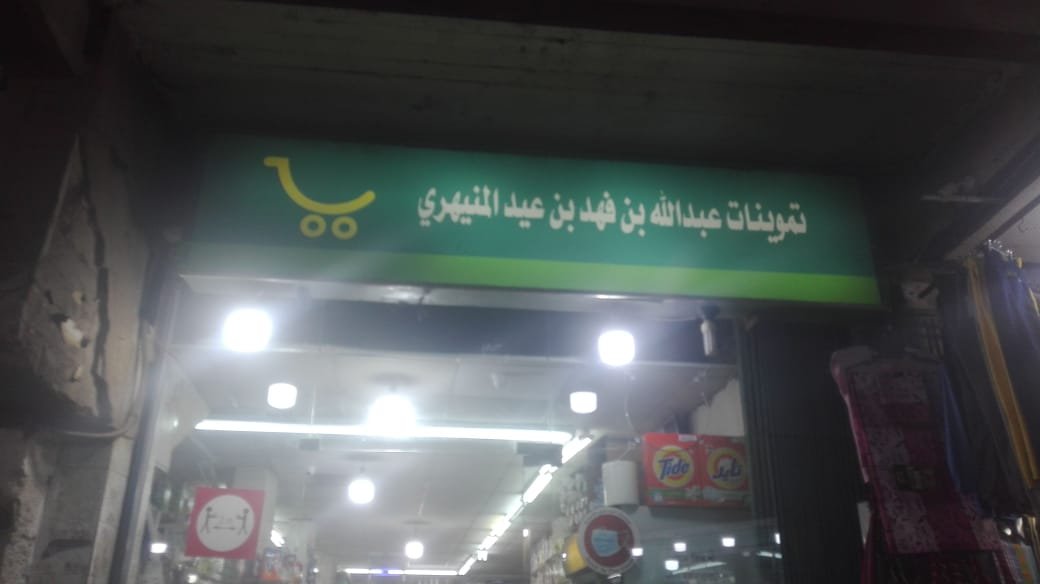 تموينات عبدالله بن فهد بن عيد المنيهري
Tide
تايد